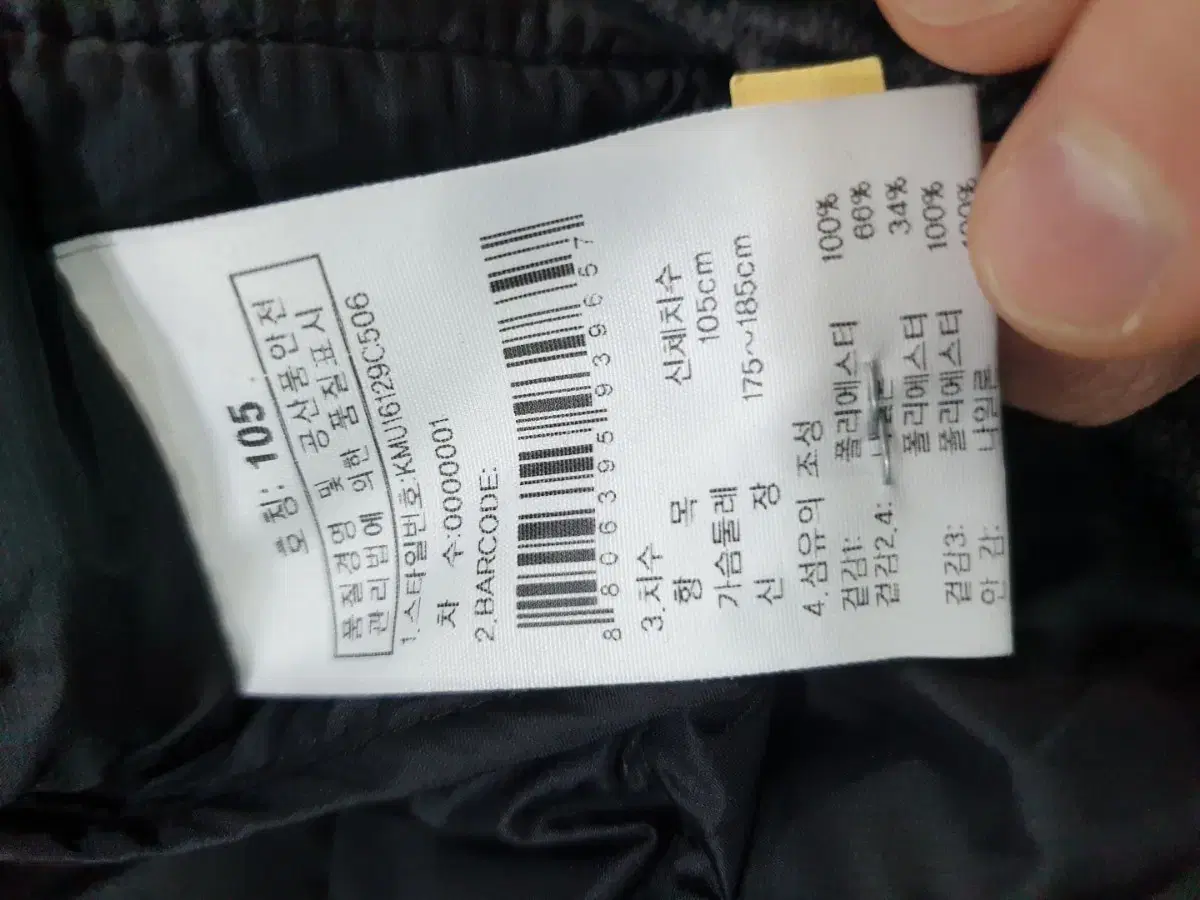 호 칭: 105
품질경영 및 공산품안전
관리법에 의한 품질표시
1.스타일번호:KMUJ6129C506
차 수:0000001
2.BARCODE:
8 806395 939657
3.치수
항 목 신체치수
가슴둘레 105cm
신 장 175~185cm
4.섬유의 조성
겉감1: 폴리에스터 100%
겉감2.4: 66%
폴리에스터 34%
겉감3: 폴리에스터 100%
안 감: 나일론 100%